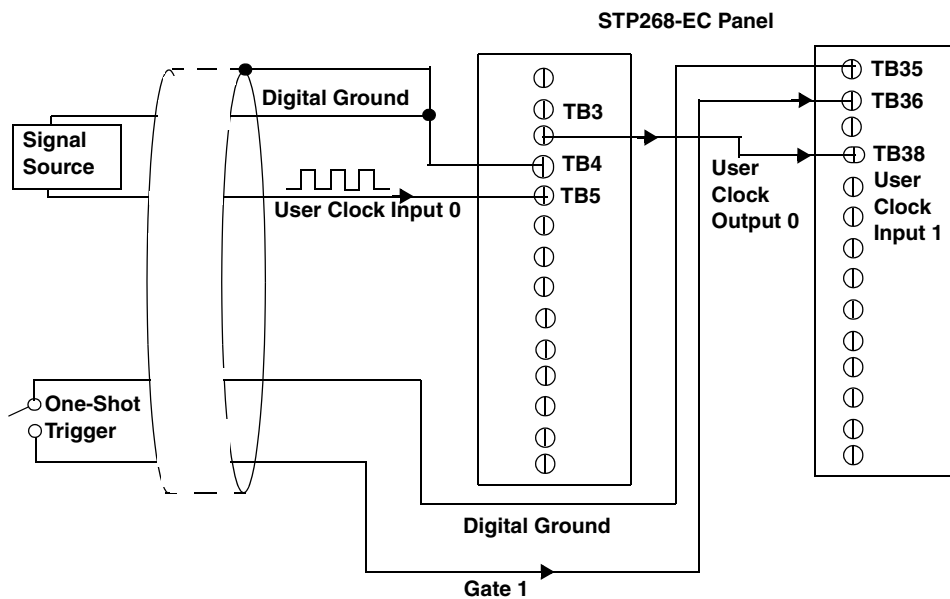 STP268-EC Panel
Digital Ground
Signal
Source
User Clock Input 0
TB3
TB4
TB5
User
Clock
Output 0
TB35
TB36
TB38
User
Clock
Input 1
One-Shot
Trigger
Digital Ground
Gate 1